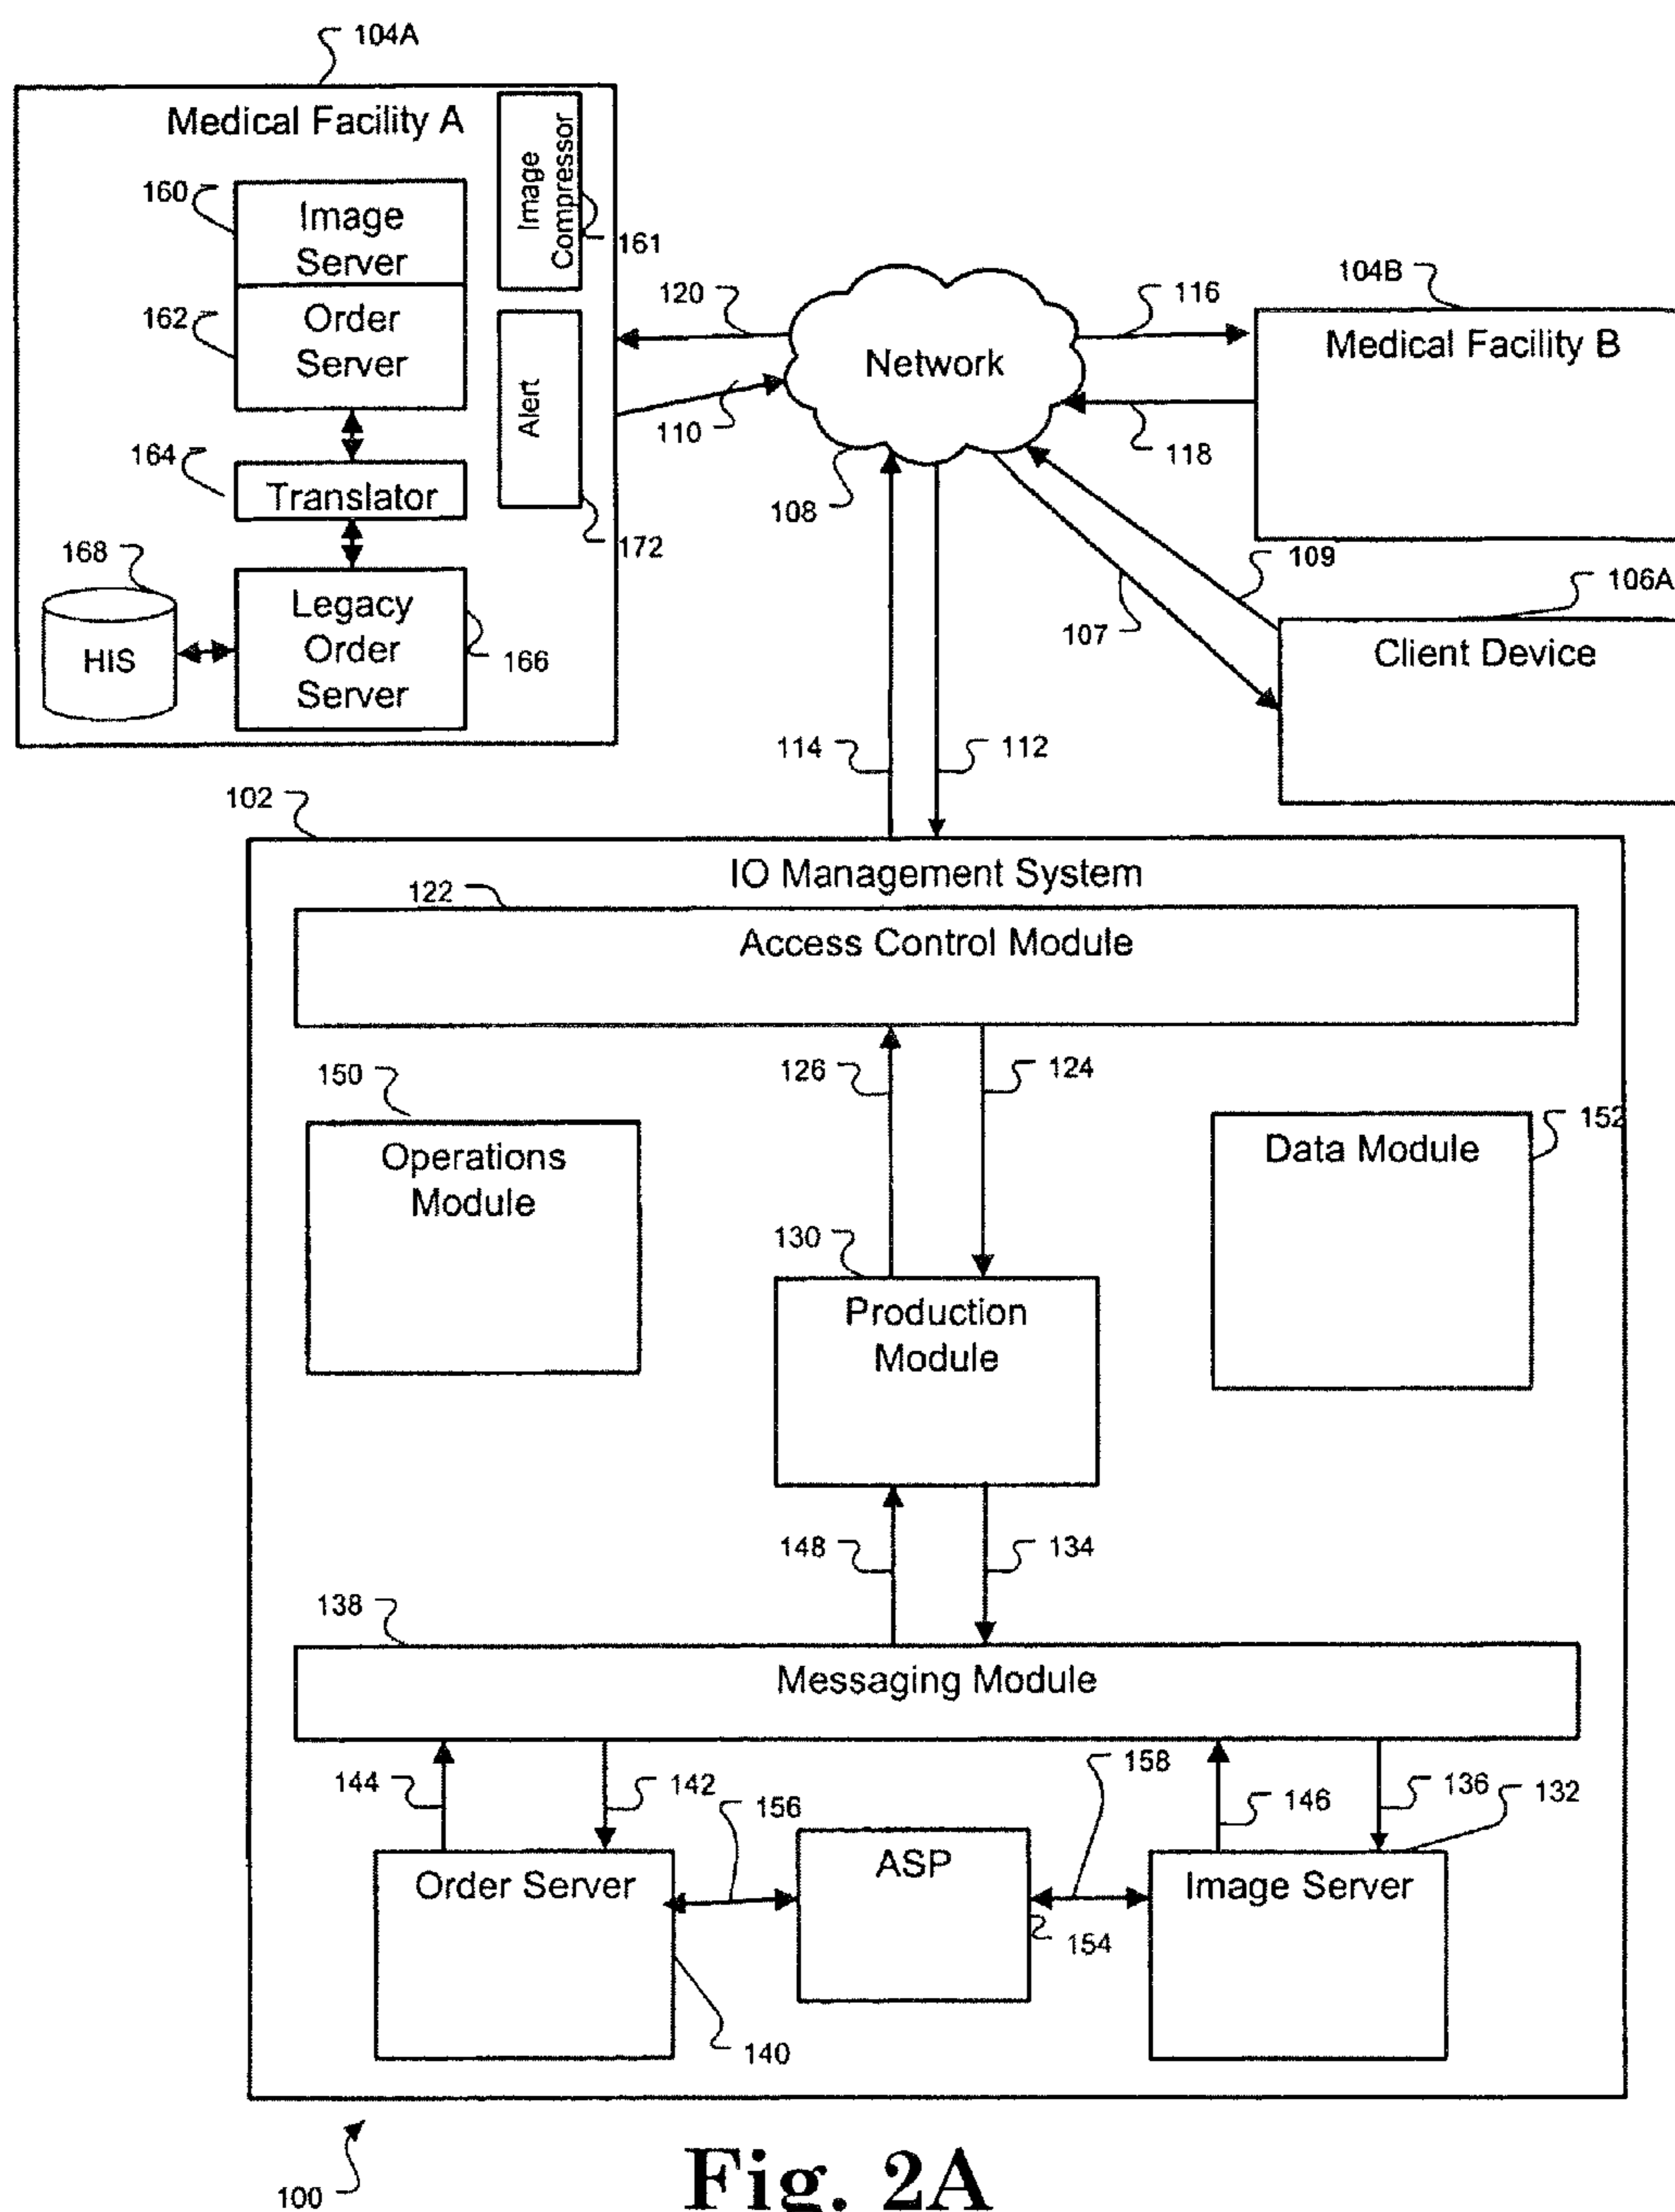 104A
Medical Facility A
Image
Compressor
160
Image
Server
161
162
Order
Server
Alert
164
Translator
172
168
HIS
Legacy
Order
Server
166
120
116
104B
Network
Medical Facility B
110
118
108
109
107
106A
Client Device
114
112
102
IO Management System
122
Access Control Module
126
124
150
Operations
Module
152
Data Module
130
Production
Module
148
134
138
Messaging Module
144
142
156
158
146
136
132
Order Server
ASP
Image Server
154
140
100
Fig. 2A